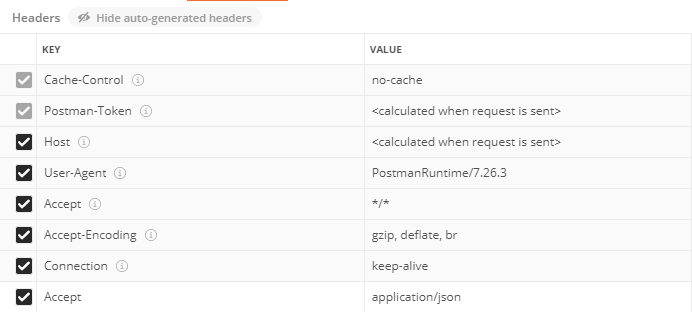 Headers Hide auto-generated headers
KEY VALUE
Cache-Control no-cache
Postman-Token <calculated when request is sent>
Host <calculated when request is sent>
User-Agent PostmanRuntime/7.26.3
Accept */*
Accept-Encoding gzip, deflate, br
Connection keep-alive
Accept application/json